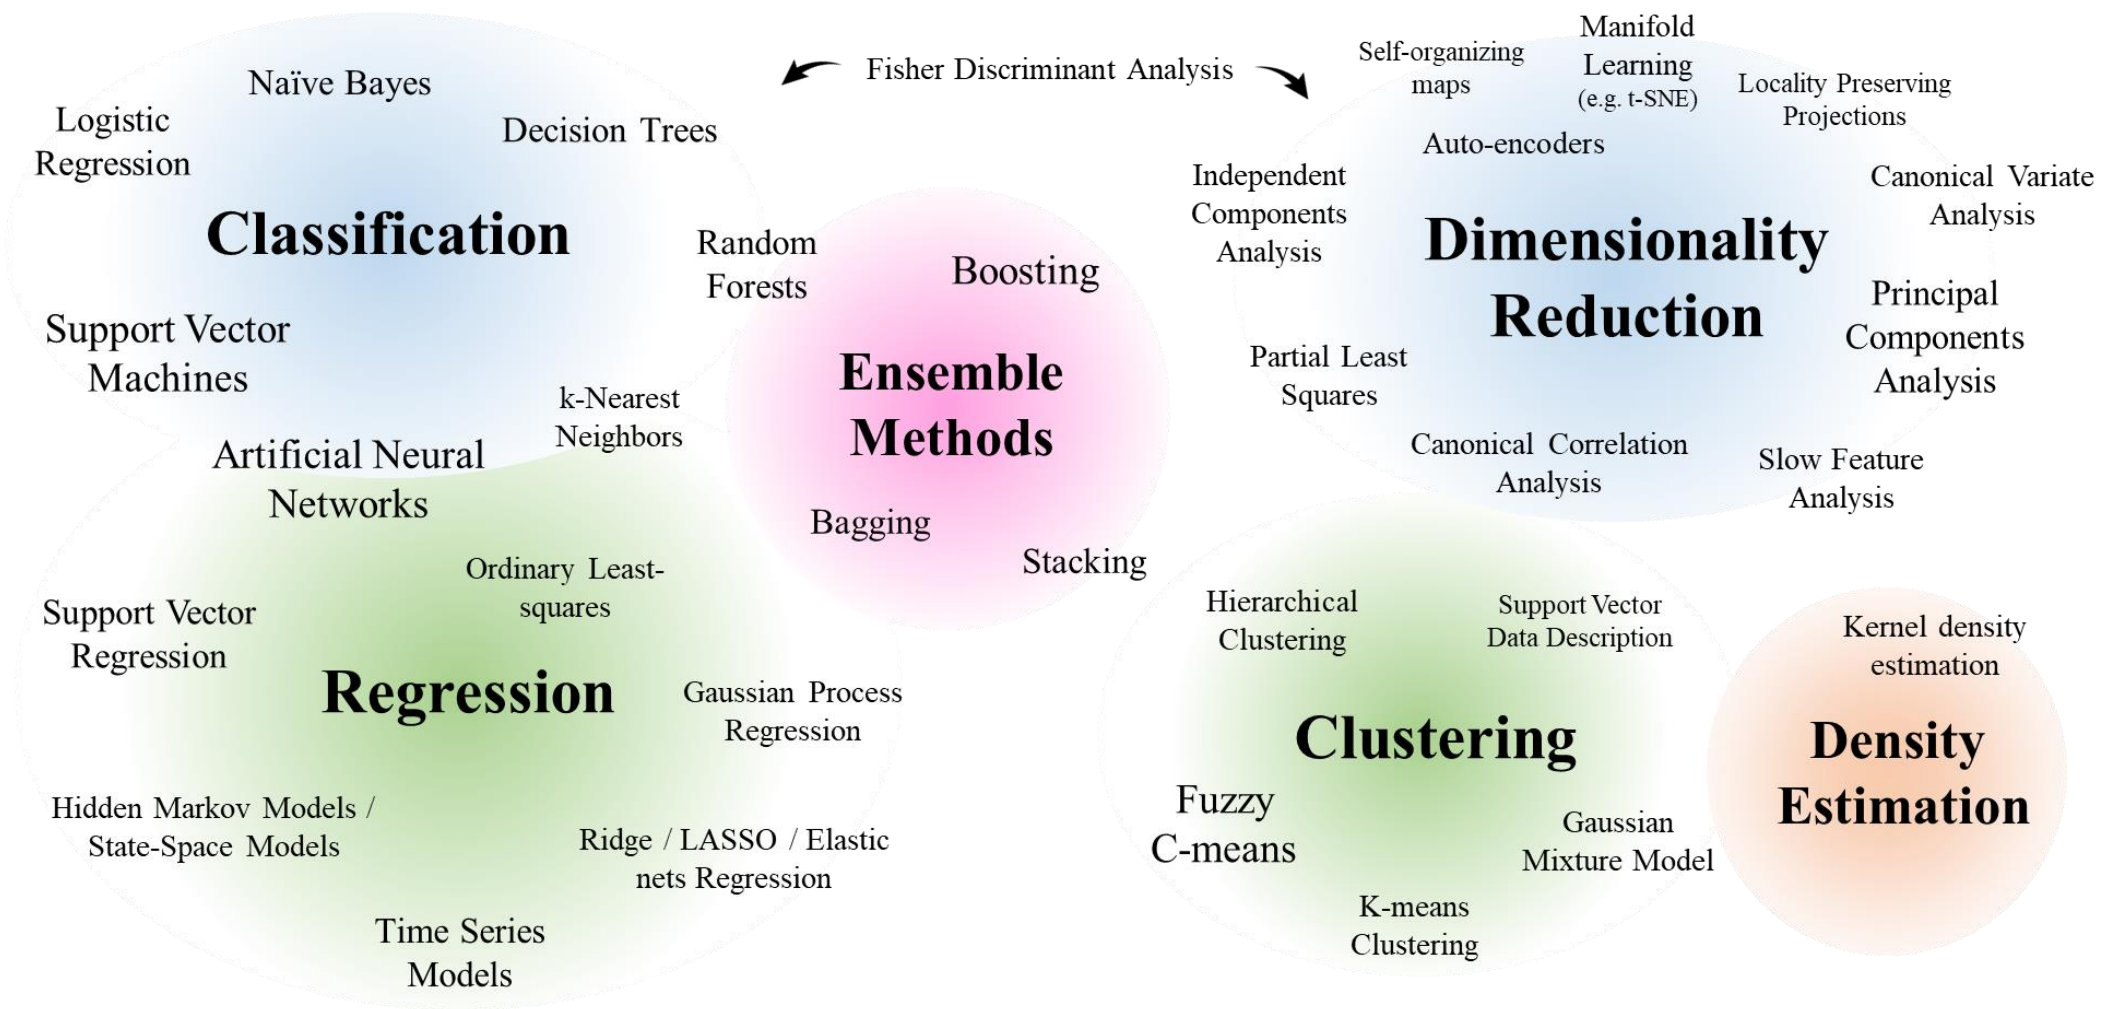 Fisher Discriminant Analysis
Naïve Bayes
Logistic
Regression
Decision Trees
Classification
Support Vector
Machines
Random
Forests
k-Nearest
Neighbors
Artificial Neural
Networks
Boosting
Ensemble
Methods
Bagging
Stacking
Ordinary Least-
squares
Support Vector
Regression
Regression
Gaussian Process
Regression
Hidden Markov Models /
State-Space Models
Ridge / LASSO / Elastic
nets Regression
Time Series
Models
Self-organizing
maps
Manifold
Learning
(e.g. t-SNE)
Locality Preserving
Projections
Auto-encoders
Independent
Components
Analysis
Canonical Variate
Analysis
Dimensionality
Reduction
Principal
Components
Analysis
Partial Least
Squares
Canonical Correlation
Analysis
Slow Feature
Analysis
Hierarchical
Clustering
Support Vector
Data Description
Clustering
Fuzzy
C-means
Gaussian
Mixture Model
K-means
Clustering
Kernel density
estimation
Density
Estimation